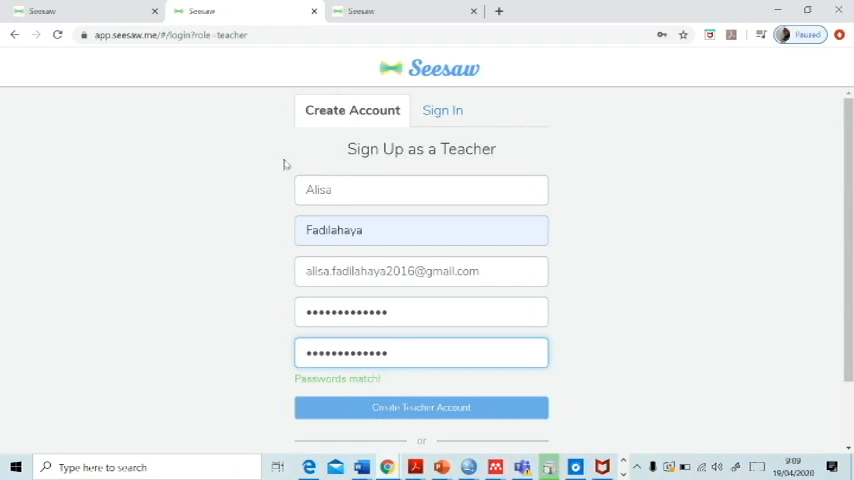 Seesaw
Seesaw
Seesaw
app.seesaw.me/#/login?role=teacher
Paused
Seesaw
Create Account
Sign In
Sign Up as a Teacher
Alisa
Fadilahaya
alisa.fadilahaya2016@gmail.com
•••••••••••••
•••••••••••••
Passwords match!
Create Teacher Account
or
Type here to search
9:09
19/04/2020